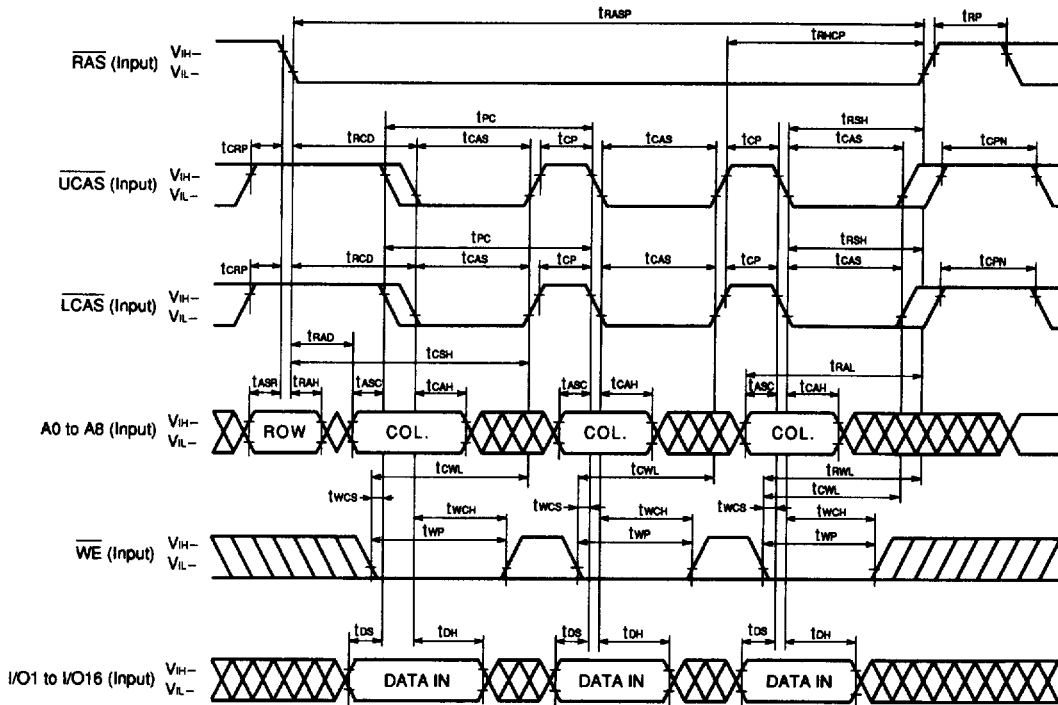 tRASP
tRP
tRHCP
RAS (Input) VIH–
VIL–
tPC
tRSH
tCRP tRCD tCAS tCP tCAS tCP tCAS tCPN
UCAS (Input) VIH–
VIL–
tPC
tRSH
tCRP tRCD tCAS tCP tCAS tCP tCAS tCPN
LCAS (Input) VIH–
VIL–
tRAD
tCSH
tRAL
tASR tRAH tASC tCAH tASC tCAH tASC tCAH
A0 to A8 (Input) VIH–
VIL–
ROW COL. COL. COL.
tCWL tCWL tRWL
tWCS tWCS tWCS tCWL
tWCH tWCH tWCH
tWP tWP tWP
WE (Input) VIH–
VIL–
tDS tDH tDS tDH tDS tDH
I/O1 to I/O16 (Input) VIH–
VIL–
DATA IN DATA IN DATA IN